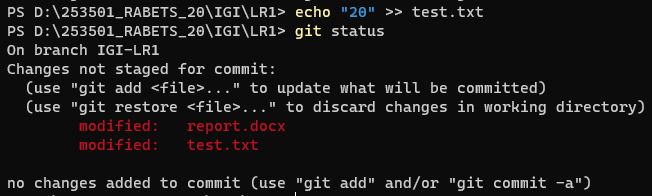 PS D:\253501_RABETS_20\IGI\LR1> echo "20" >> test.txt
PS D:\253501_RABETS_20\IGI\LR1> git status
On branch IGI-LR1
Changes not staged for commit:
  (use "git add <file>..." to update what will be committed)
  (use "git restore <file>..." to discard changes in working directory)
        modified:   report.docx
        modified:   test.txt

no changes added to commit (use "git add" and/or "git commit -a")